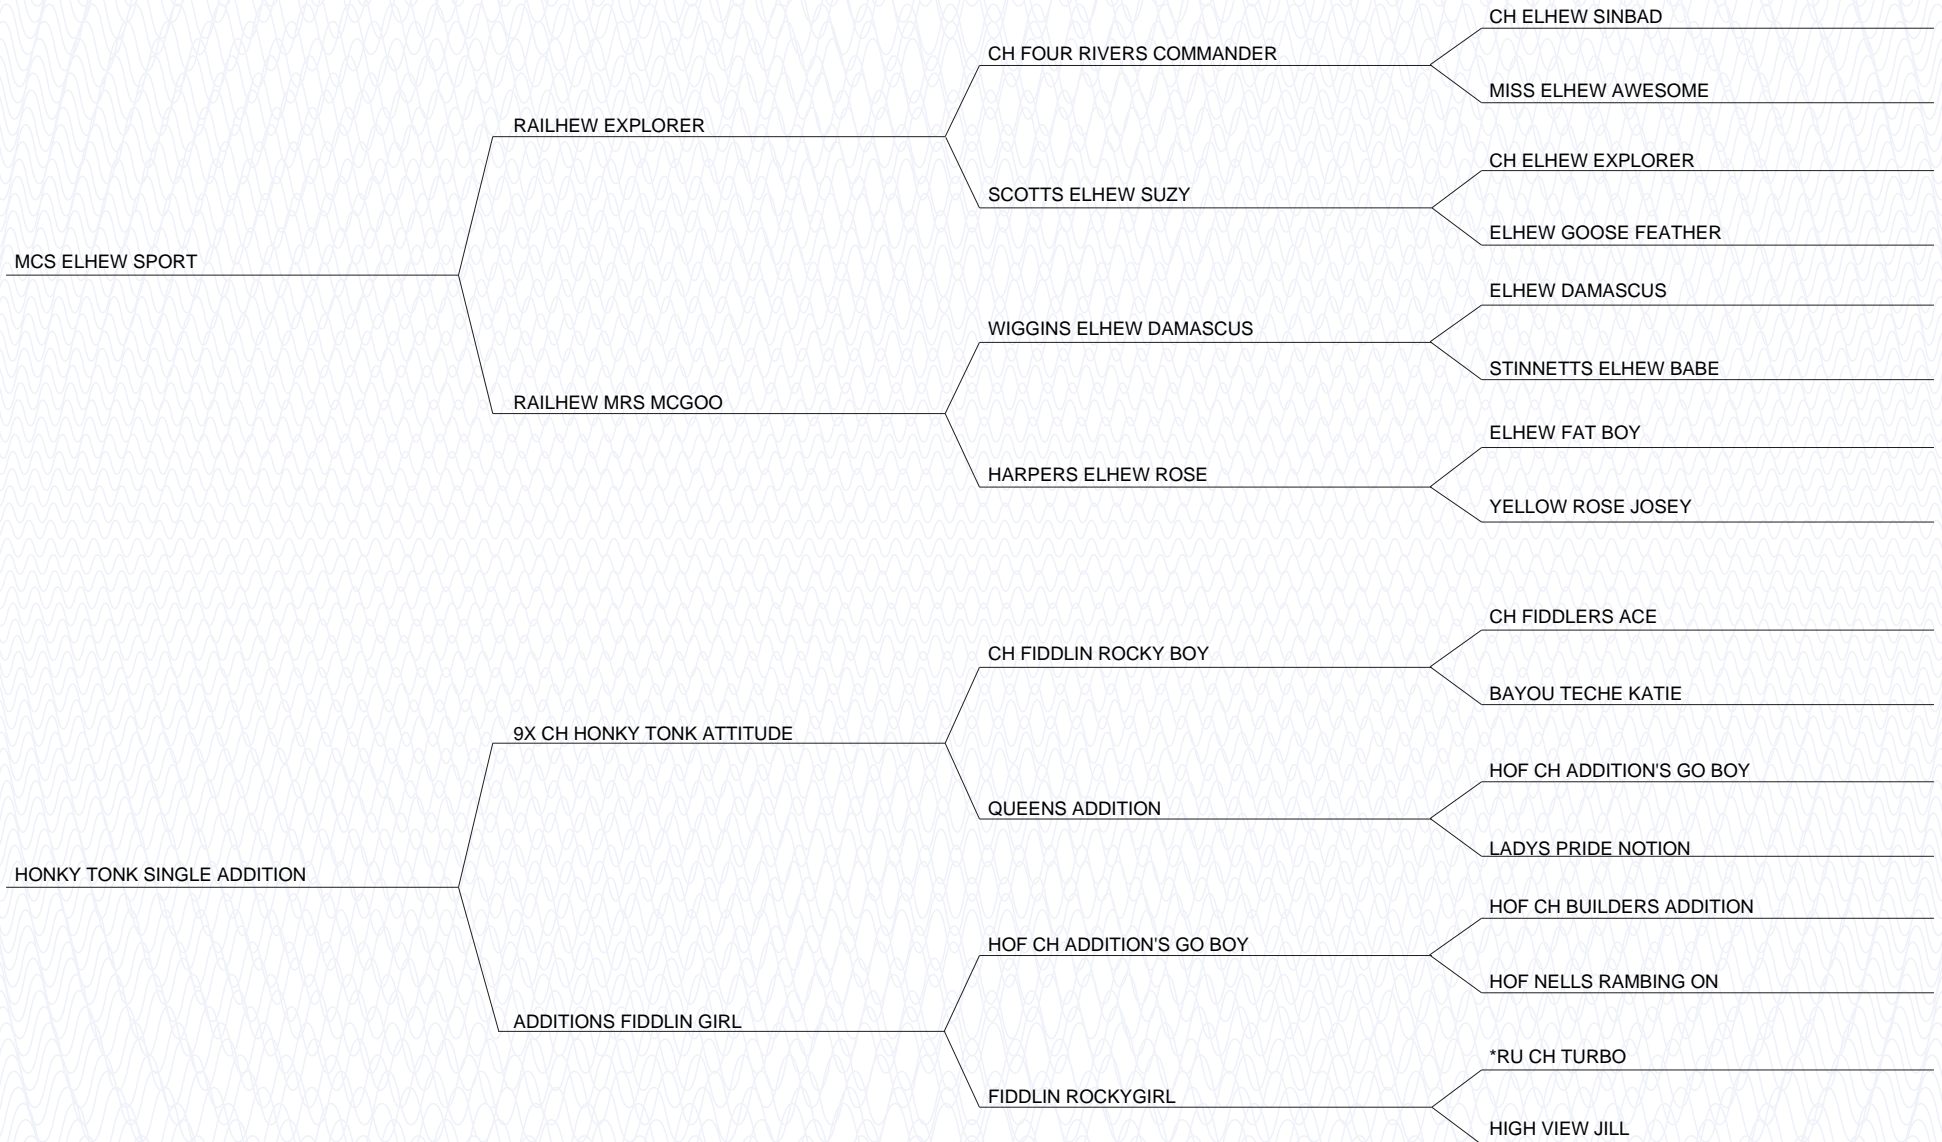 CH ELHEW SINBAD
CH FOUR RIVERS COMMANDER
MISS ELHEW AWESOME
RAILHEW EXPLORER
CH ELHEW EXPLORER
SCOTTS ELHEW SUZY
ELHEW GOOSE FEATHER
MCS ELHEW SPORT
ELHEW DAMASCUS
WIGGINS ELHEW DAMASCUS
STINNETTS ELHEW BABE
RAILHEW MRS MCGOO
ELHEW FAT BOY
HARPERS ELHEW ROSE
YELLOW ROSE JOSEY
CH FIDDLERS ACE
CH FIDDLIN ROCKY BOY
BAYOU TECHE KATIE
9X CH HONKY TONK ATTITUDE
HOF CH ADDITION'S GO BOY
QUEENS ADDITION
LADYS PRIDE NOTION
HONKY TONK SINGLE ADDITION
HOF CH BUILDERS ADDITION
HOF CH ADDITION'S GO BOY
HOF NELLS RAMBING ON
ADDITIONS FIDDLIN GIRL
*RU CH TURBO
FIDDLIN ROCKYGIRL
HIGH VIEW JILL